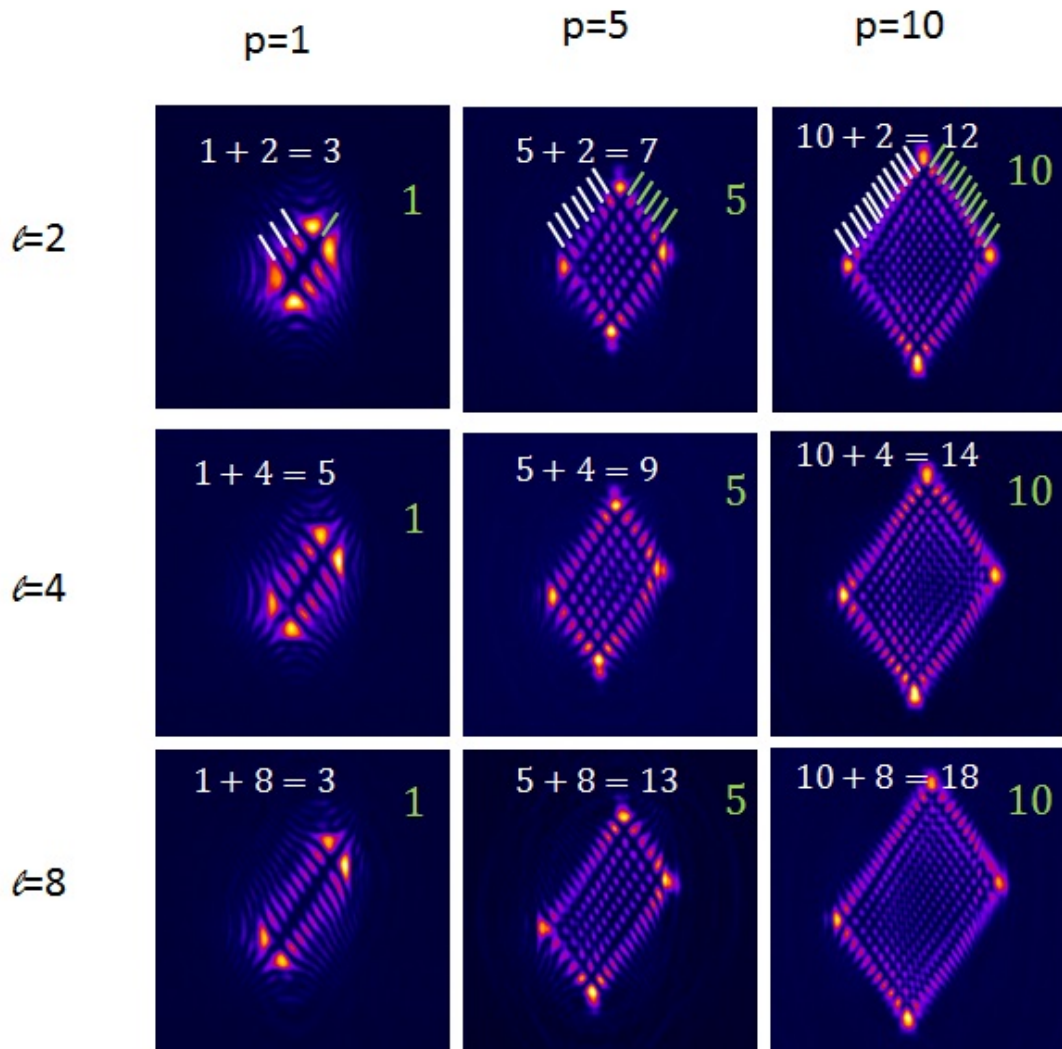 p=1 p=5 p=10
ℓ=2
1 + 2 = 3
1
5 + 2 = 7
5
10 + 2 = 12
10
ℓ=4
1 + 4 = 5
1
5 + 4 = 9
5
10 + 4 = 14
10
ℓ=8
1 + 8 = 3
1
5 + 8 = 13
5
10 + 8 = 18
10